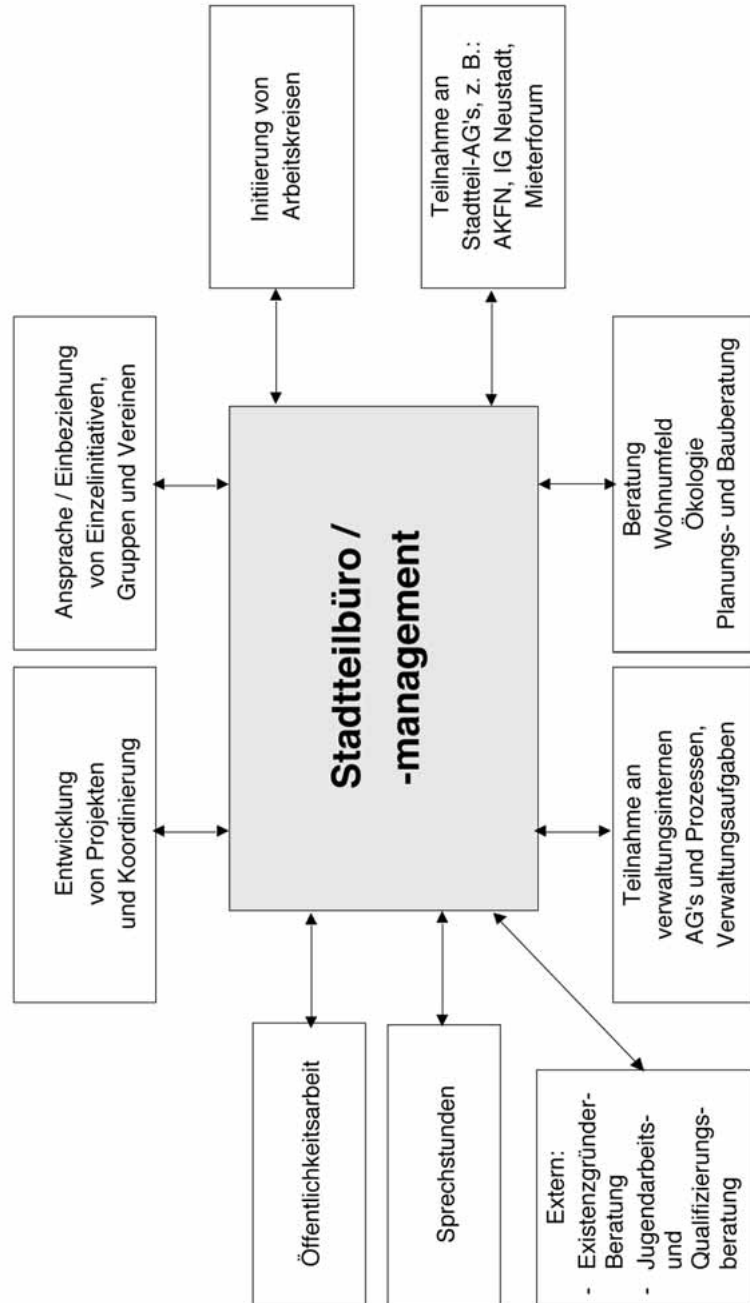 Entwicklung
von Projekten
und Koordinierung
Ansprache / Einbeziehung
von Einzelinitiativen,
Gruppen und Vereinen
Öffentlichkeitsarbeit
Sprechstunden
Extern:
- Existenzgründer-
Beratung
- Jugendarbeits-
und
Qualifizierungs-
beratung
Stadtteilbüro /
-management
Initiierung von
Arbeitskreisen
Teilnahme an
Stadtteil-AG's, z. B.:
AKFN, IG Neustadt,
Mieterforum
Teilnahme an
verwaltungsinternen
AG's und Prozessen,
Verwaltungsaufgaben
Beratung
Wohnumfeld
Ökologie
Planungs- und Bauberatung